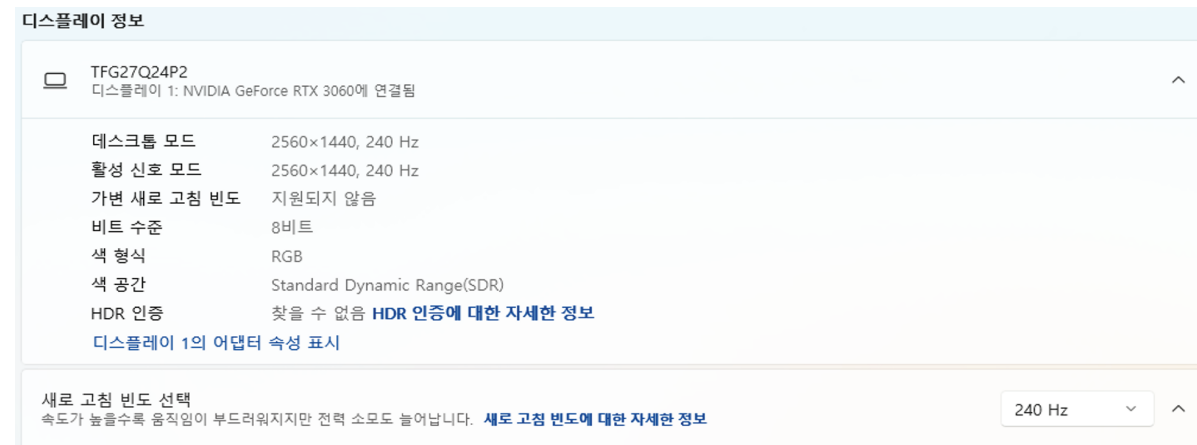 디스플레이 정보
TFG27Q24P2
디스플레이 1: NVIDIA GeForce RTX 3060에 연결됨
데스크톱 모드 2560×1440, 240 Hz
활성 신호 모드 2560×1440, 240 Hz
가변 새로 고침 빈도 지원되지 않음
비트 수준 8비트
색 형식 RGB
색 공간 Standard Dynamic Range(SDR)
HDR 인증 찾을 수 없음 HDR 인증에 대한 자세한 정보
디스플레이 1의 어댑터 속성 표시
새로 고침 빈도 선택
속도가 높을수록 움직임이 부드러워지지만 전력 소모도 늘어납니다. 새로 고침 빈도에 대한 자세한 정보
240 Hz